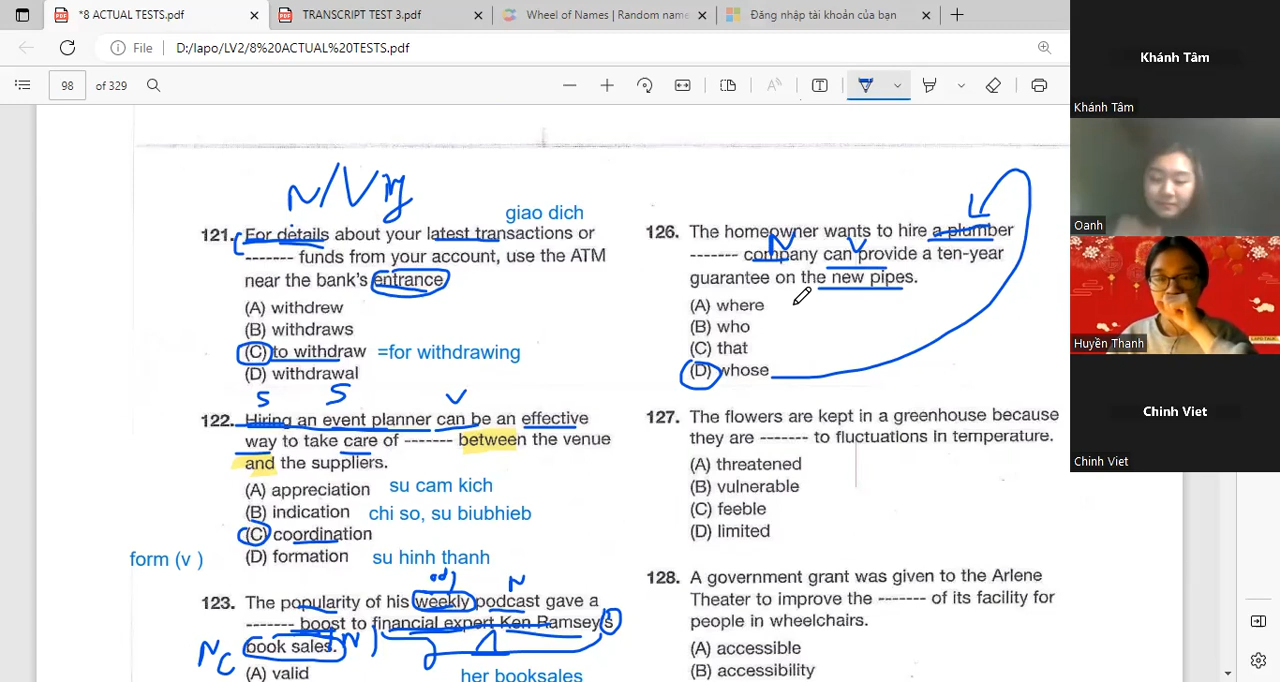 *8 ACTUAL TESTS.pdf
TRANSCRIPT TEST 3.pdf
Wheel of Names | Random name
Đăng nhập tài khoản của bạn
File
D:/lapo/LV2/8%20ACTUAL%20TESTS.pdf
98 of 329
N/Ving
giao dich
121. For details about your latest transactions or
------- funds from your account, use the ATM
near the bank's entrance.
(A) withdrew
(B) withdraws
(C) to withdraw =for withdrawing
(D) withdrawal
S S V
122. Hiring an event planner can be an effective
way to take care of ------- between the venue
and the suppliers.
(A) appreciation su cam kich
(B) indication chi so, su biubhieb
(C) coordination
(D) formation su hinh thanh
form (v )
adj N
123. The popularity of his weekly podcast gave a
------- boost to financial expert Ken Ramsey's
book sales.
N
(A) valid
her booksales
126. The homeowner wants to hire a plumber
N V
------- company can provide a ten-year
guarantee on the new pipes.
(A) where
(B) who
(C) that
(D) whose
127. The flowers are kept in a greenhouse because
they are ------- to fluctuations in temperature.
(A) threatened
(B) vulnerable
(C) feeble
(D) limited
128. A government grant was given to the Arlene
Theater to improve the ------- of its facility for
people in wheelchairs.
(A) accessible
(B) accessibility
Khánh Tâm
Khánh Tâm
Oanh
Huyền Thanh
Chinh Viet
Chinh Viet